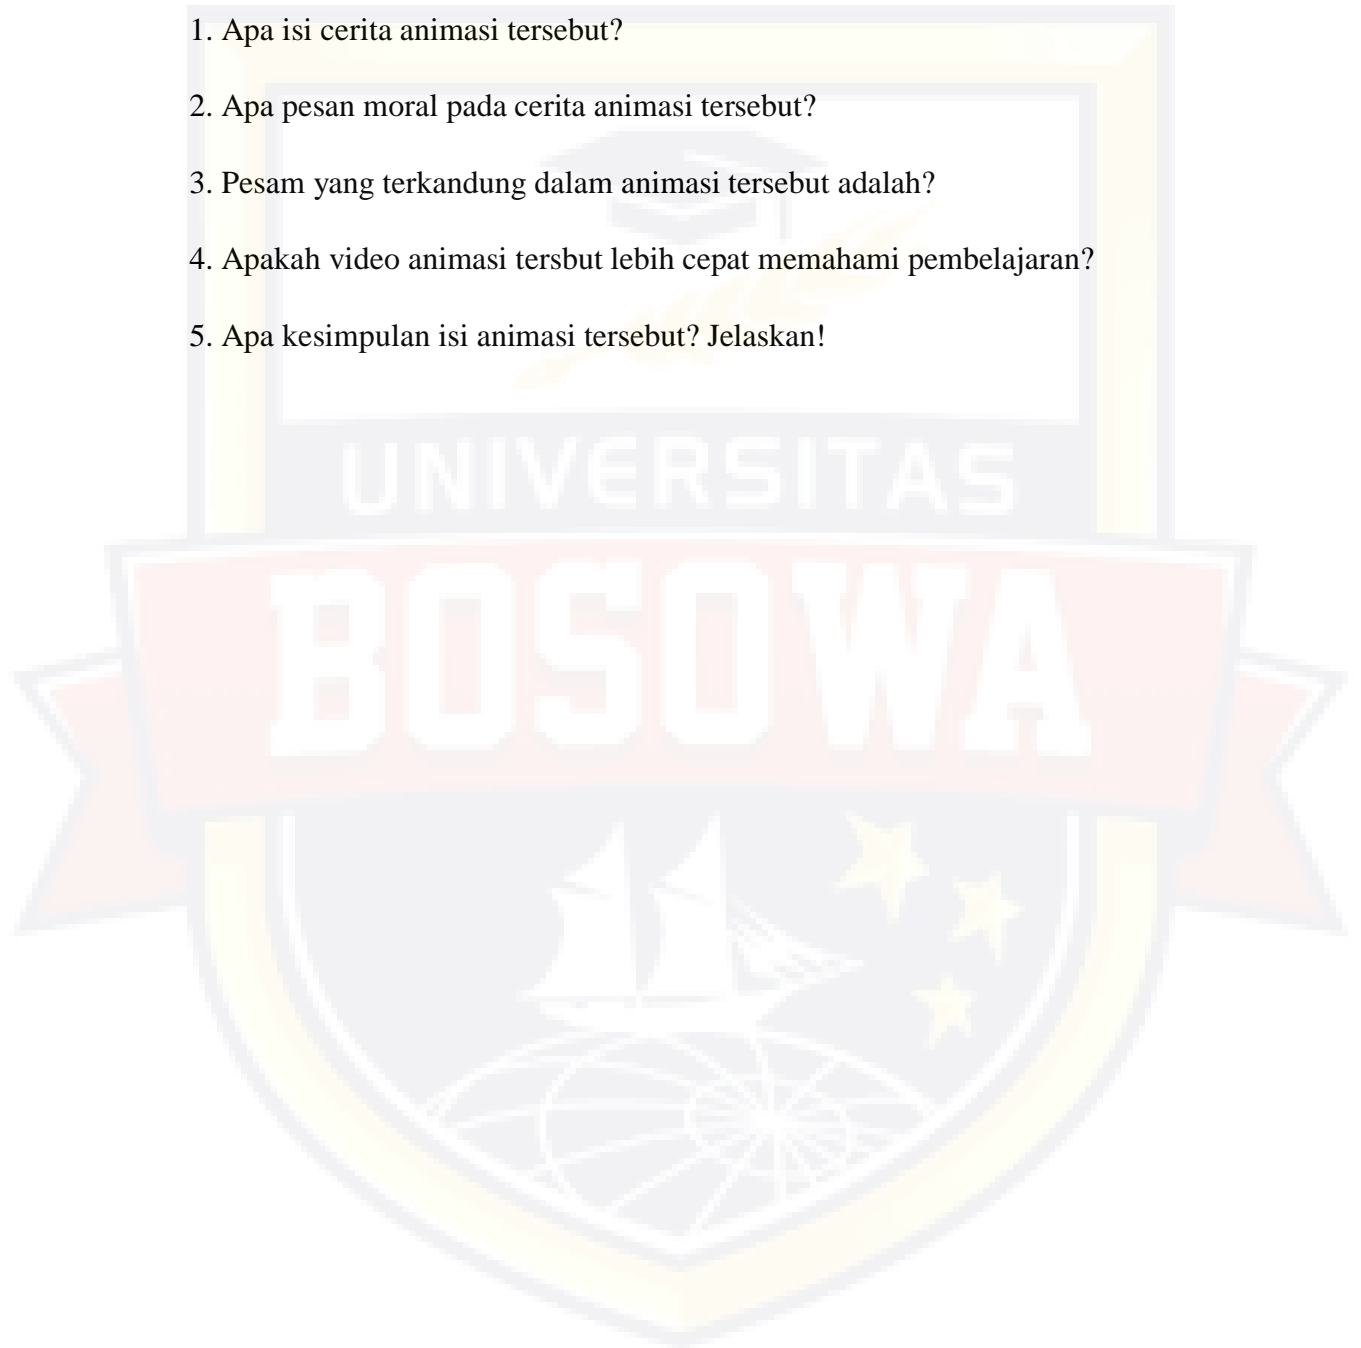 1. Apa isi cerita animasi tersebut?
2. Apa pesan moral pada cerita animasi tersebut?
3. Pesam yang terkandung dalam animasi tersebut adalah?
4. Apakah video animasi tersbut lebih cepat memahami pembelajaran?
5. Apa kesimpulan isi animasi tersebut? Jelaskan!
UNIVERSITAS
BOSOWA